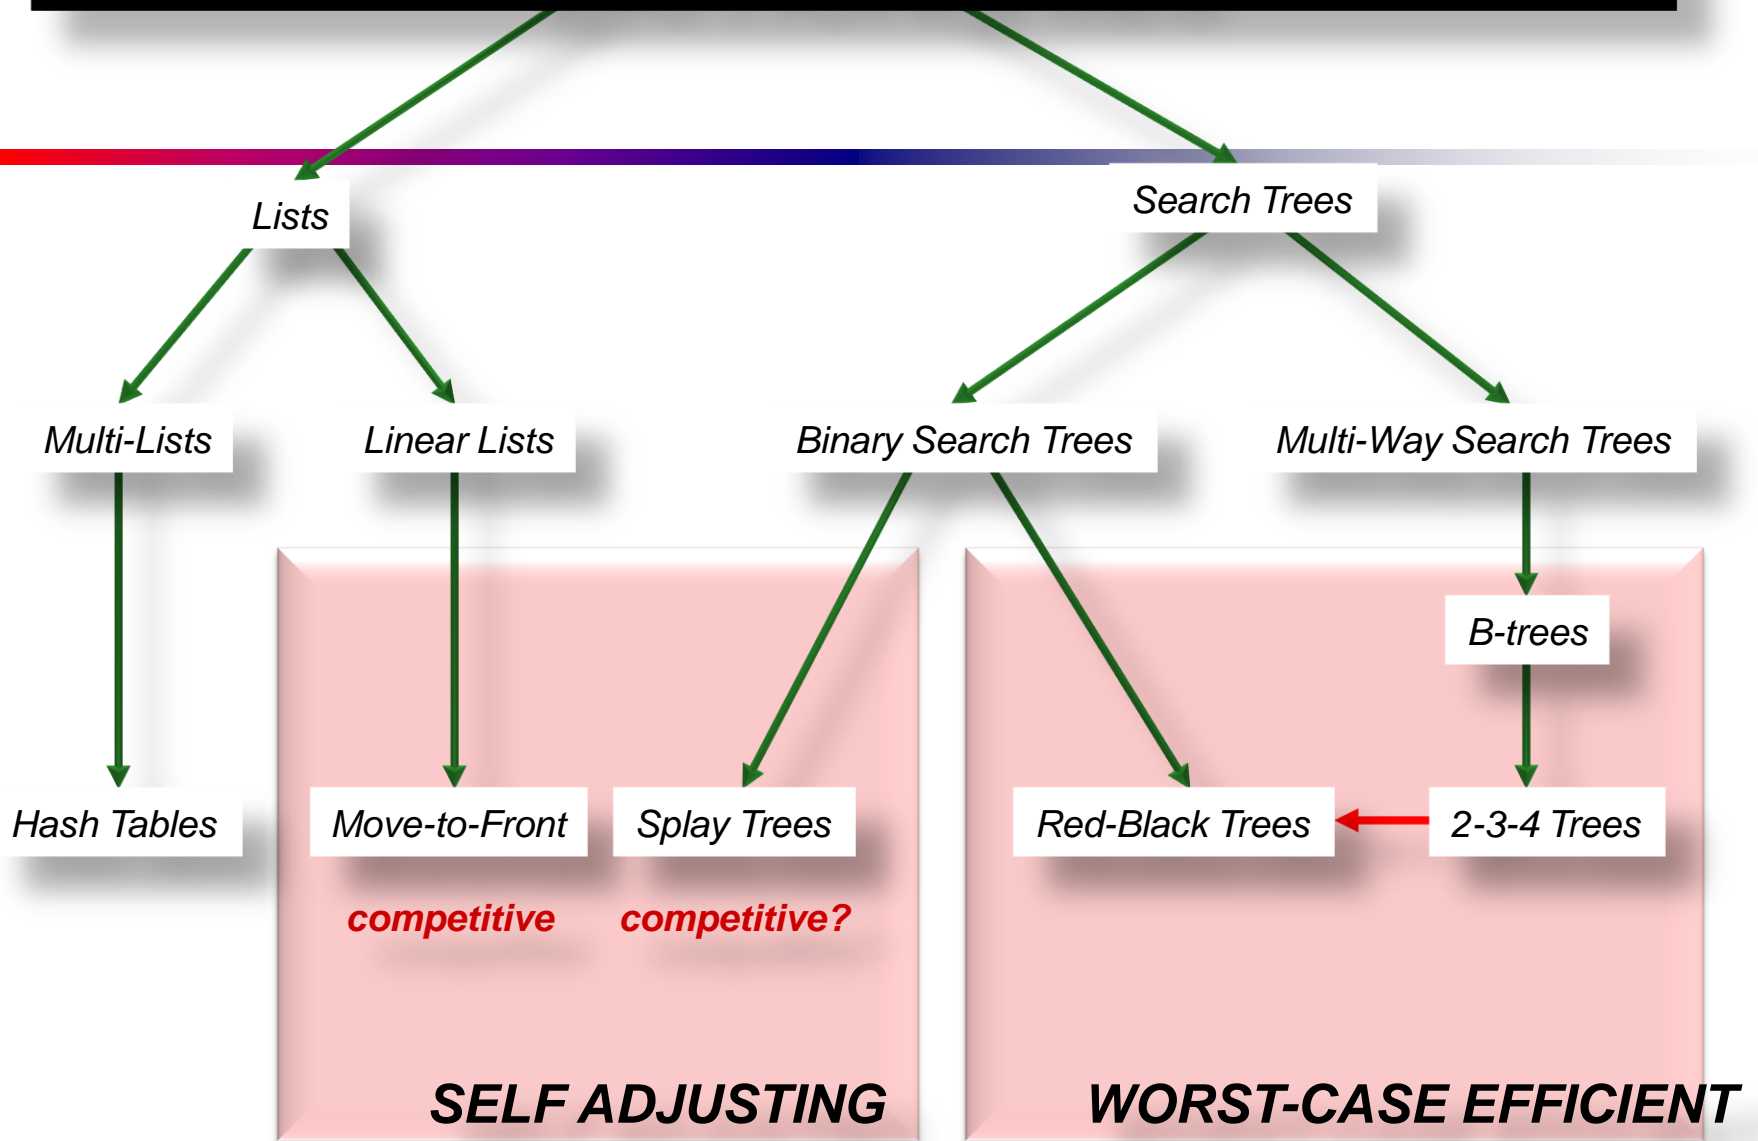 Lists
Search Trees
Multi-Lists
Linear Lists
Binary Search Trees
Multi-Way Search Trees
B-trees
Hash Tables
Move-to-Front
Splay Trees
Red-Black Trees
2-3-4 Trees
competitive
competitive?
SELF ADJUSTING
WORST-CASE EFFICIENT